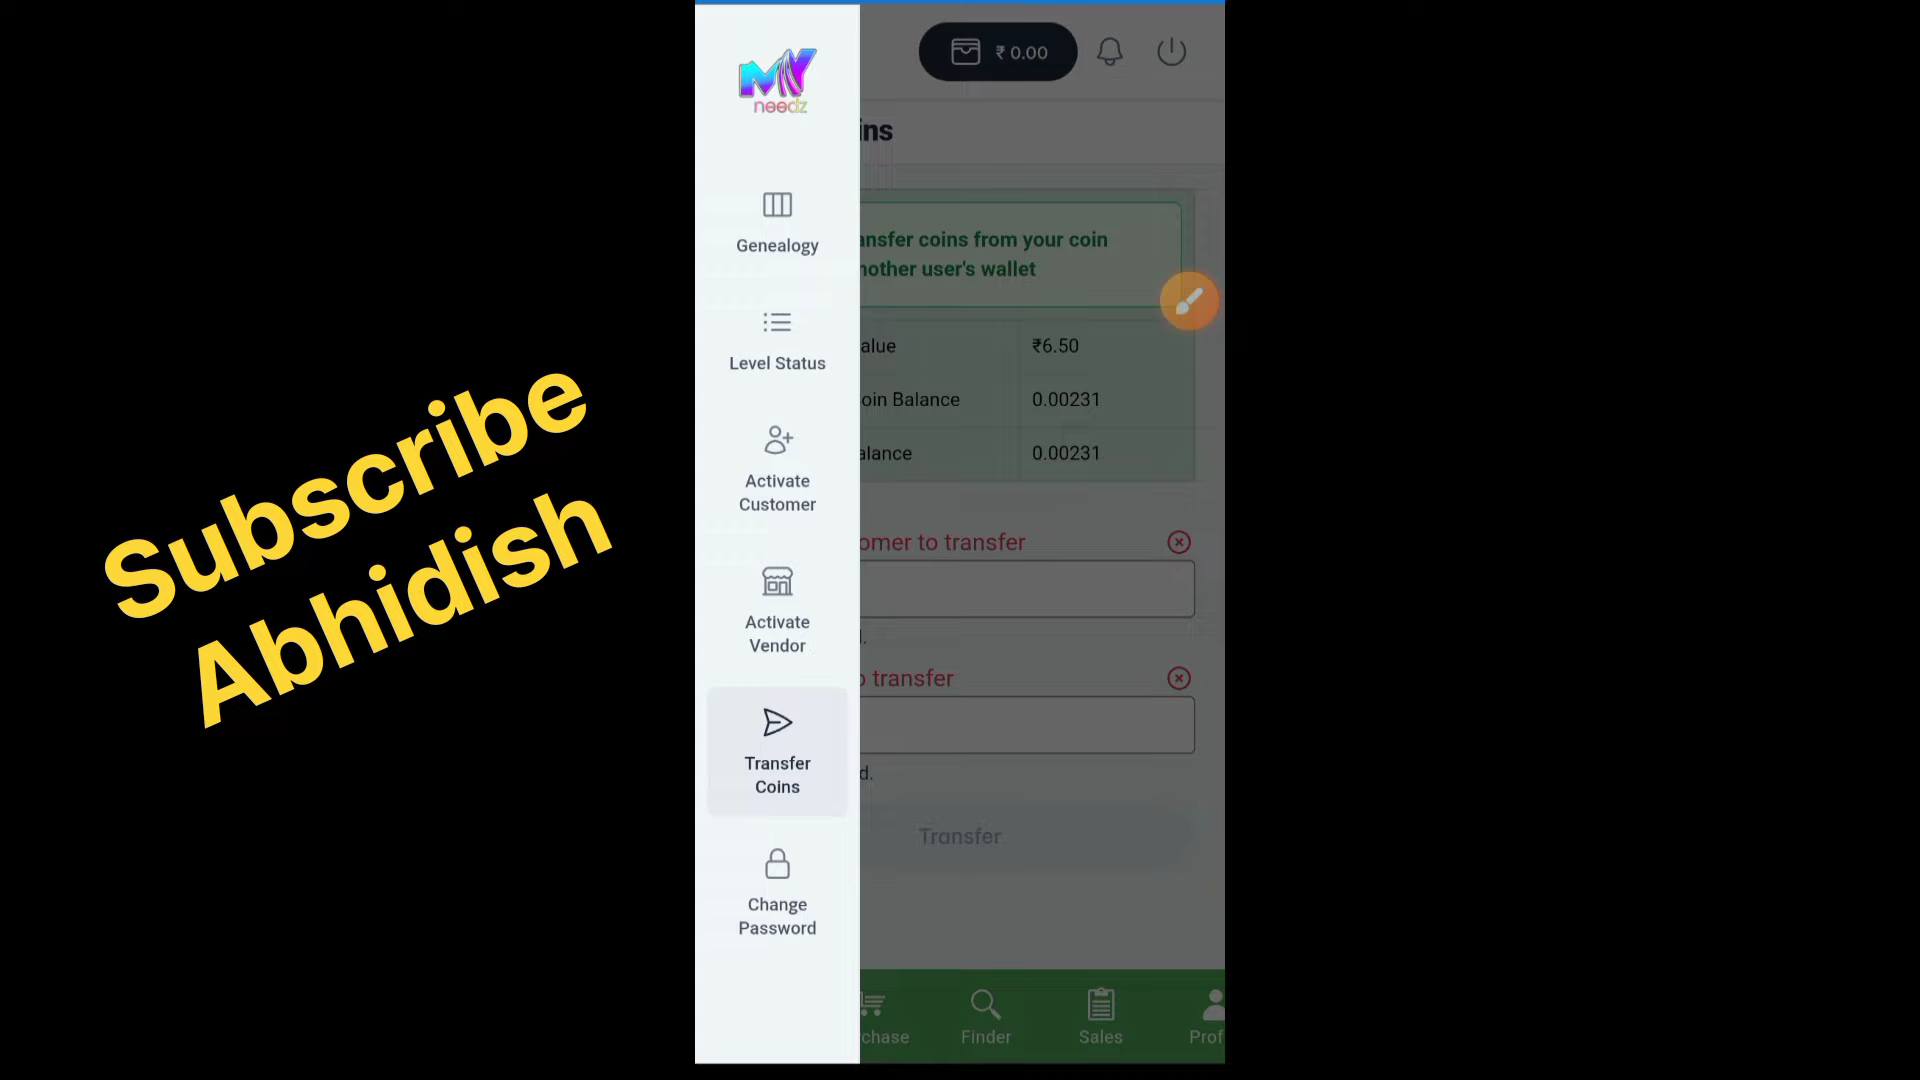 Subscribe
Abhidish
MY
needz
₹ 0.00
ins
Genealogy
ansfer coins from your coin
nother user's wallet
Level Status
alue ₹6.50
oin Balance 0.00231
alance 0.00231
Activate
Customer
omer to transfer
Activate
Vendor
d.
o transfer
Transfer
Coins
d.
Transfer
Change
Password
chase Finder Sales Prof